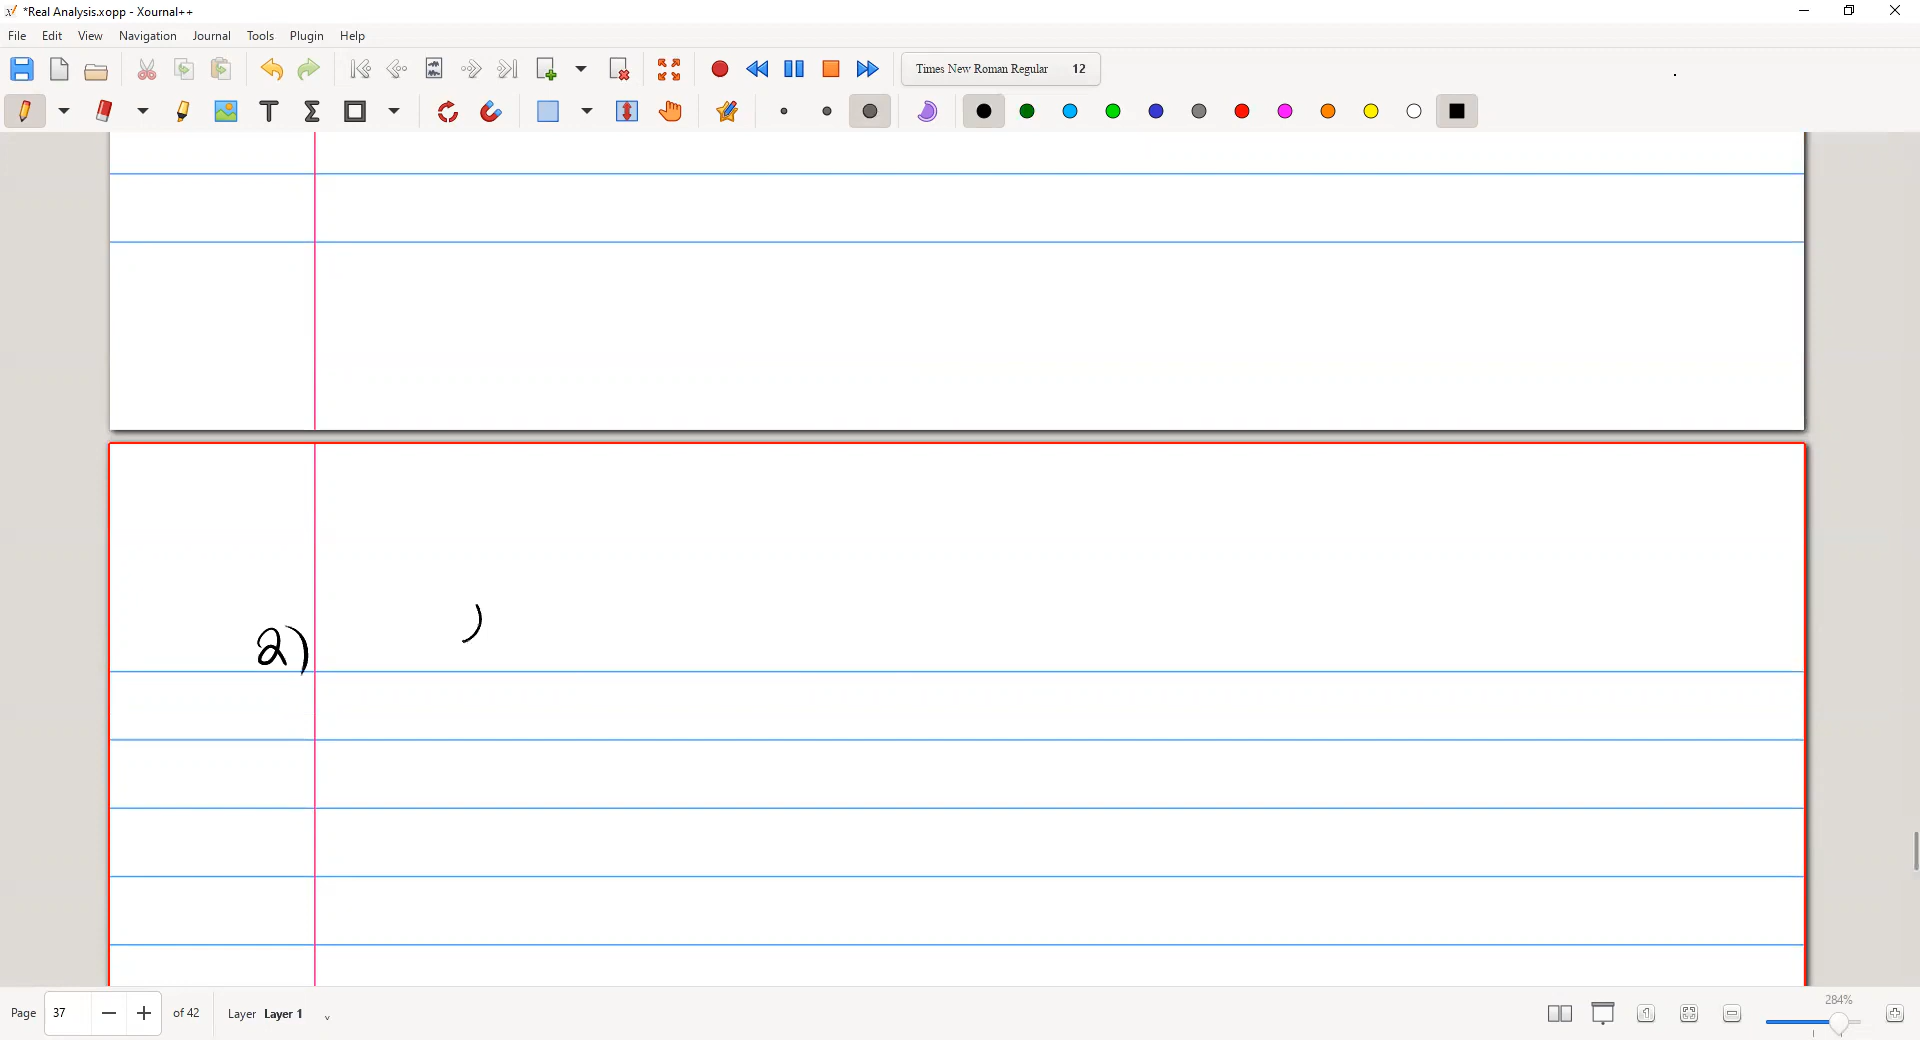 *Real Analysis.xopp - Xournal++
File Edit View Navigation Journal Tools Plugin Help
Times New Roman Regular 12
2) )
Page 37 of 42 Layer Layer 1 284%